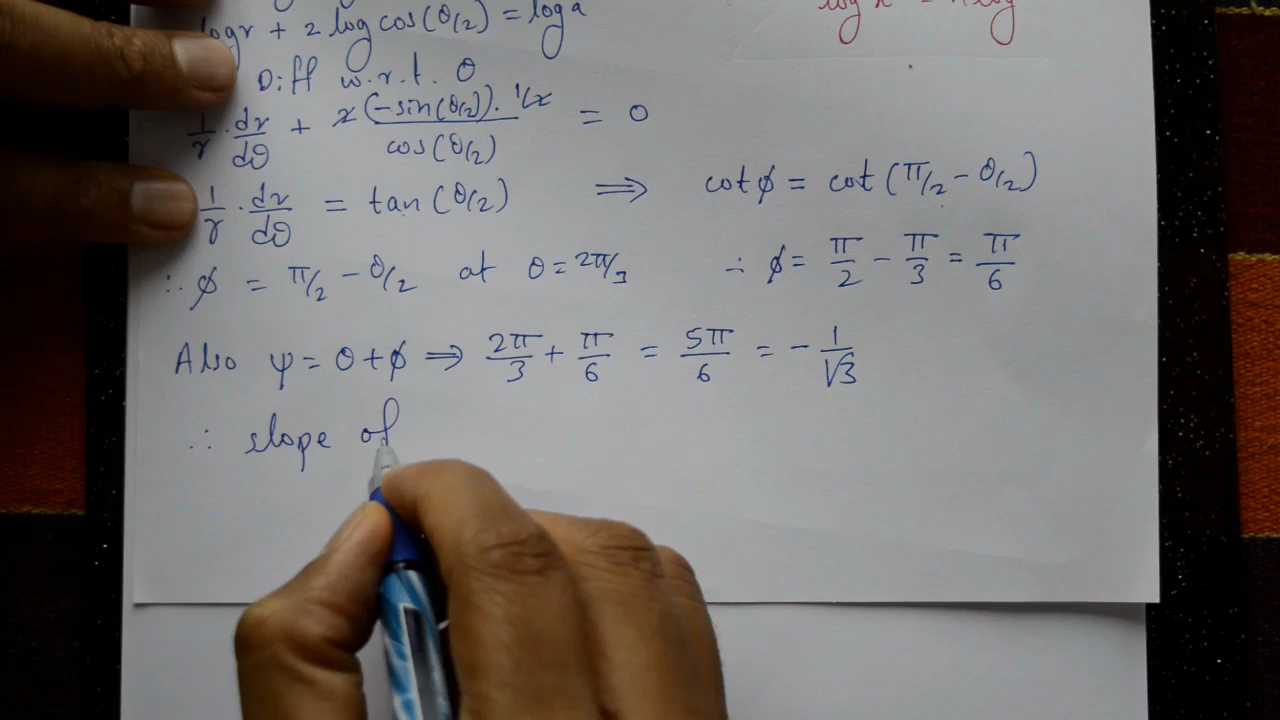 log r + 2 log cos(θ/2) = log a
Diff w.r.t. θ
1/r · dr/dθ + 2(-sin(θ/2)). 1/2 / cos(θ/2) = 0
1/r · dr/dθ = tan(θ/2) ⟹ cot φ = cot(π/2 - θ/2)
∴ φ = π/2 - θ/2 at θ = 2π/3 ∴ φ = π/2 - π/3 = π/6
Also ψ = θ + φ ⟹ 2π/3 + π/6 = 5π/6 = - 1/√3
∴ slope of